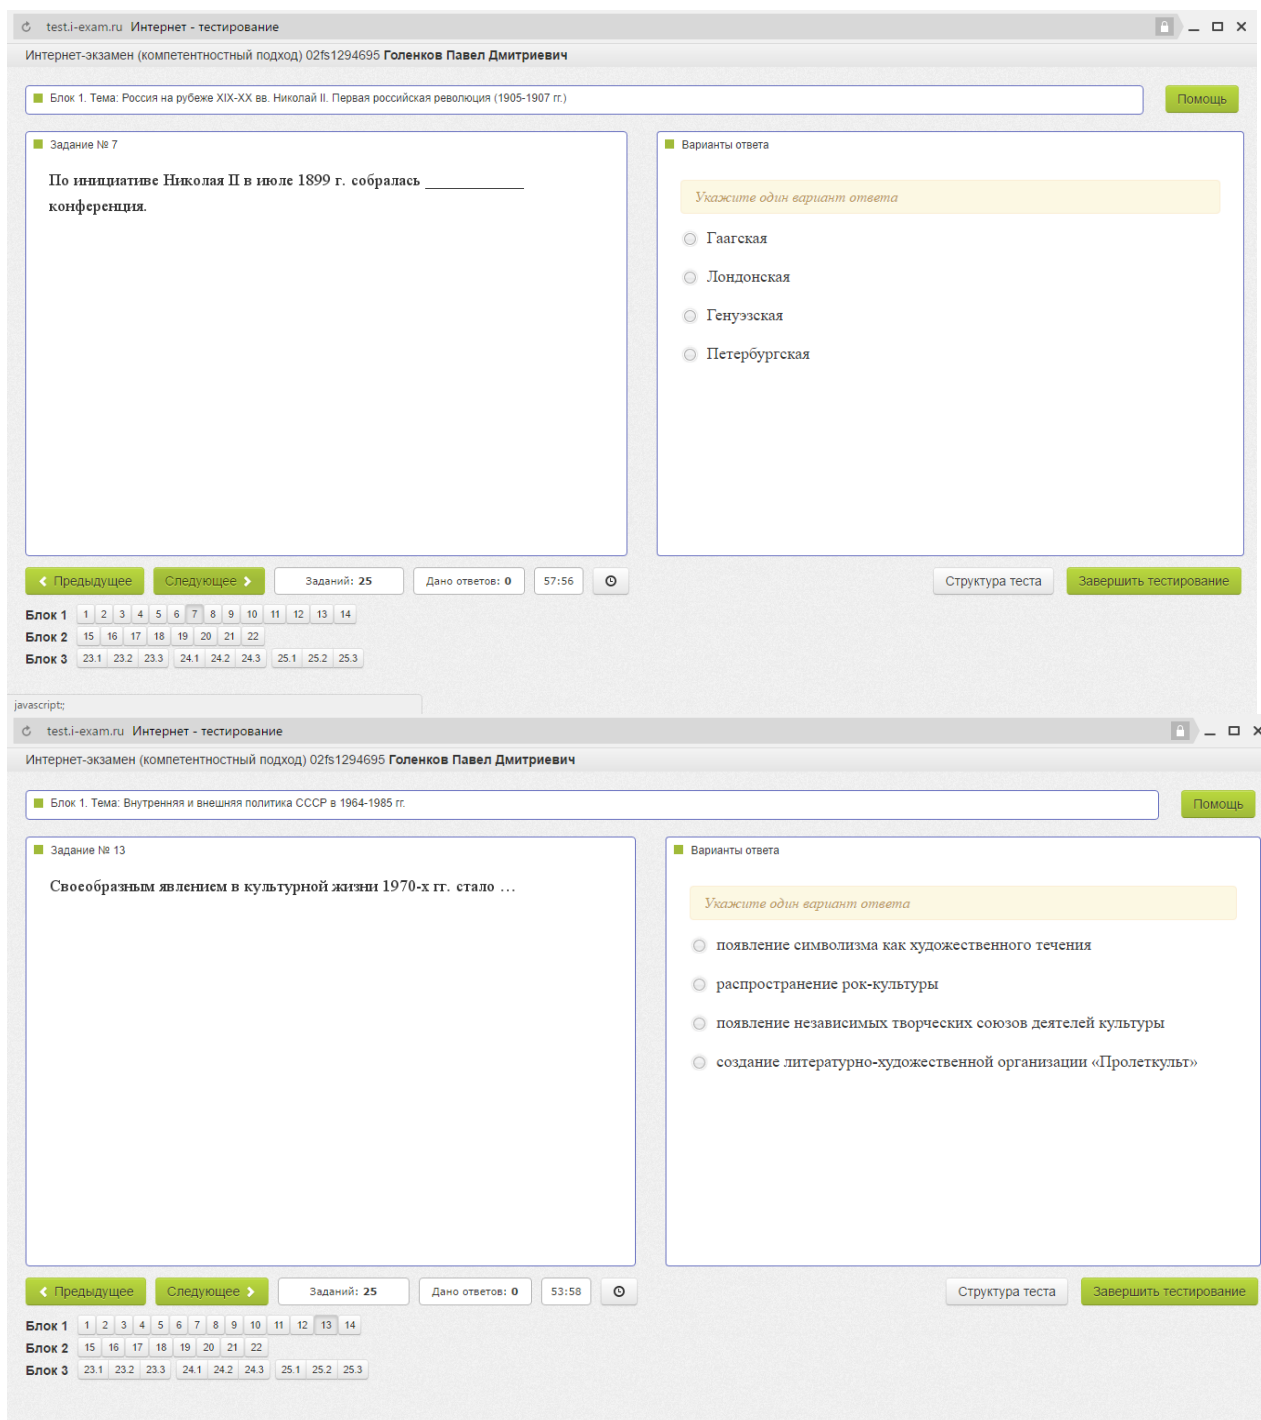 test.i-exam.ru Интернет - тестирование
Интернет-экзамен (компетентностный подход) 02fs1294695 Голенков Павел Дмитриевич
Блок 1. Тема: Россия на рубеже XIX-XX вв. Николай II. Первая российская революция (1905-1907 гг.)
Помощь
Задание № 7
По инициативе Николая II в июле 1899 г. собралась ____________
конференция.
Варианты ответа
Укажите один вариант ответа
Гаагская
Лондонская
Генуэзская
Петербургская
Предыдущее
Следующее
Заданий: 25
Дано ответов: 0
57:56
Структура теста
Завершить тестирование
Блок 1 1 2 3 4 5 6 7 8 9 10 11 12 13 14
Блок 2 15 16 17 18 19 20 21 22
Блок 3 23.1 23.2 23.3 24.1 24.2 24.3 25.1 25.2 25.3
javascript:;
test.i-exam.ru Интернет - тестирование
Интернет-экзамен (компетентностный подход) 02fs1294695 Голенков Павел Дмитриевич
Блок 1. Тема: Внутренняя и внешняя политика СССР в 1964-1985 гг.
Помощь
Задание № 13
Своеобразным явлением в культурной жизни 1970-х гг. стало …
Варианты ответа
Укажите один вариант ответа
появление символизма как художественного течения
распространение рок-культуры
появление независимых творческих союзов деятелей культуры
создание литературно-художественной организации «Пролеткульт»
Предыдущее
Следующее
Заданий: 25
Дано ответов: 0
53:58
Структура теста
Завершить тестирование
Блок 1 1 2 3 4 5 6 7 8 9 10 11 12 13 14
Блок 2 15 16 17 18 19 20 21 22
Блок 3 23.1 23.2 23.3 24.1 24.2 24.3 25.1 25.2 25.3